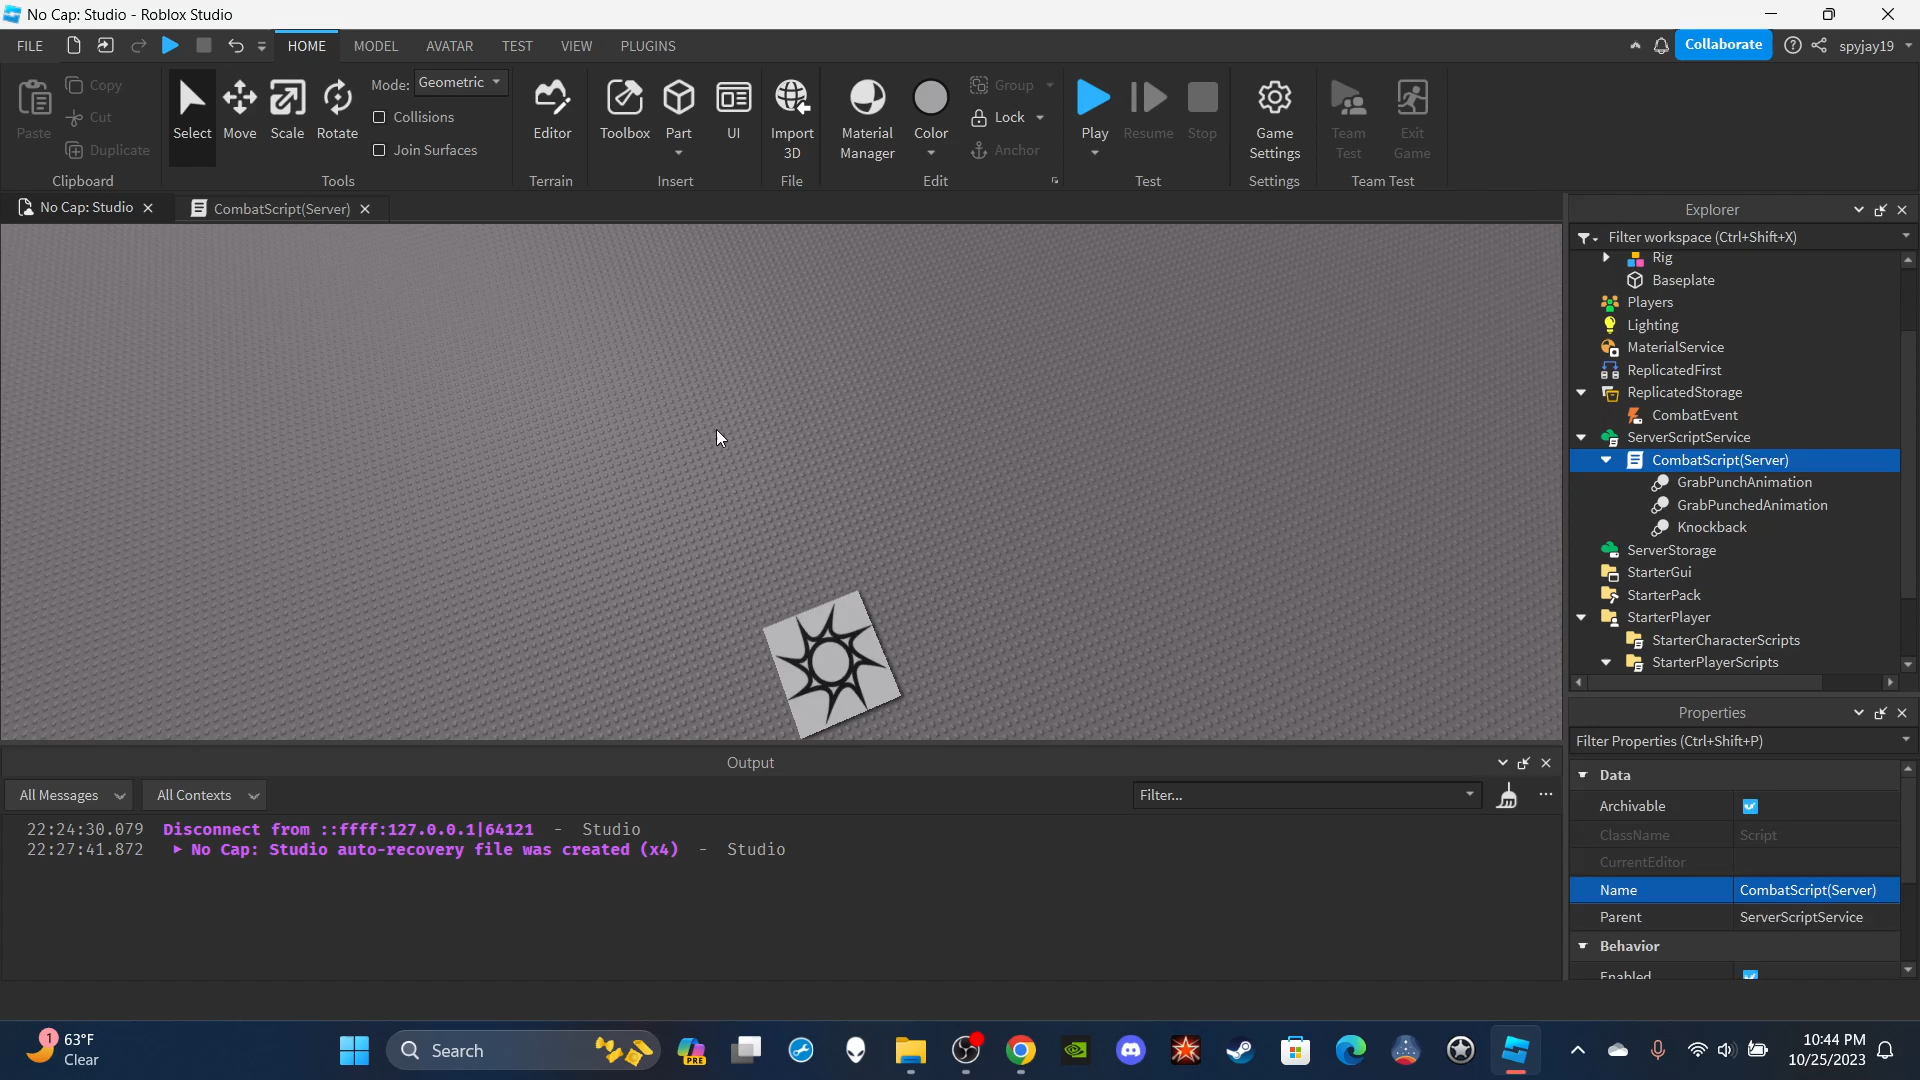 No Cap: Studio - Roblox Studio
FILE HOME MODEL AVATAR TEST VIEW PLUGINS Collaborate spyjay19
Paste Copy Cut Duplicate Clipboard
Select Move Scale Rotate Mode: Geometric Collisions Join Surfaces Tools
Editor Terrain
Toolbox Part UI Insert
Import 3D File
Material Manager Color Group Lock Anchor Edit
Play Resume Stop Test
Game Settings Settings
Team Test Exit Game Team Test
No Cap: Studio CombatScript(Server)
Explorer
Filter workspace (Ctrl+Shift+X)
Rig
Baseplate
Players
Lighting
MaterialService
ReplicatedFirst
ReplicatedStorage
CombatEvent
ServerScriptService
CombatScript(Server)
GrabPunchAnimation
GrabPunchedAnimation
Knockback
ServerStorage
StarterGui
StarterPack
StarterPlayer
StarterCharacterScripts
StarterPlayerScripts
Properties
Filter Properties (Ctrl+Shift+P)
Data
Archivable
ClassName Script
CurrentEditor
Name CombatScript(Server)
Parent ServerScriptService
Behavior
Enabled
Output
All Messages All Contexts Filter...
22:24:30.079 Disconnect from ::ffff:127.0.0.1|64121 - Studio
22:27:41.872 No Cap: Studio auto-recovery file was created (x4) - Studio
1 63°F
Clear
Search
PRE
10:44 PM
10/25/2023